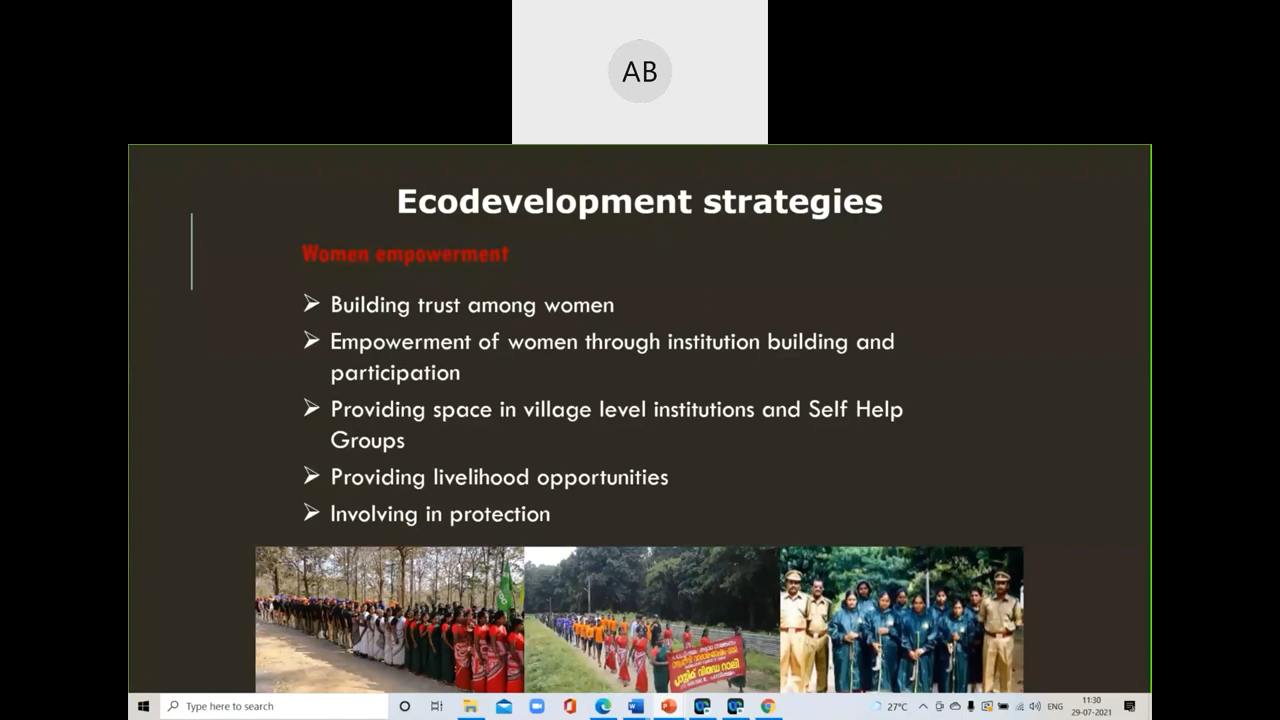 AB
Ecodevelopment strategies
Women empowerment
➢ Building trust among women
➢ Empowerment of women through institution building and
participation
➢ Providing space in village level institutions and Self Help
Groups
➢ Providing livelihood opportunities
➢ Involving in protection
റാലി
Type here to search
27°C
ENG
11:30
29-07-2021